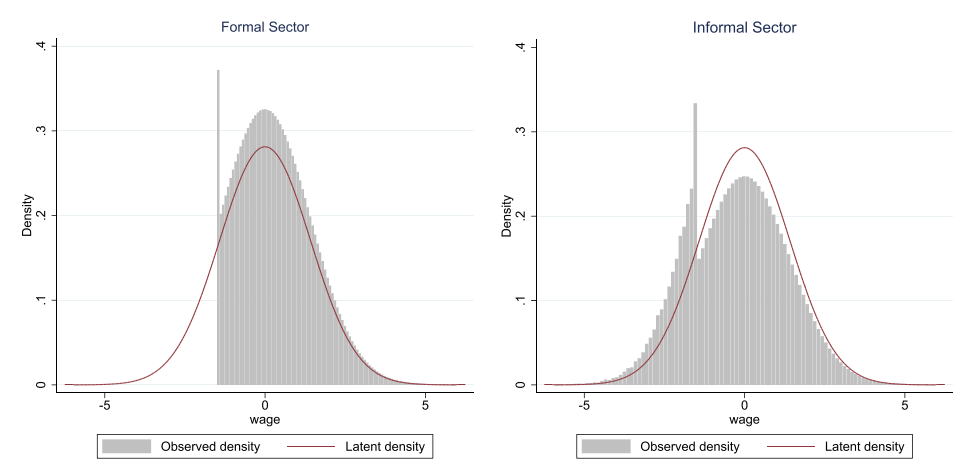 Formal Sector
.4
.3
.2
.1
0
Density
-5 0 5
wage
Observed density Latent density
Informal Sector
.4
.3
.2
.1
0
Density
-5 0 5
wage
Observed density Latent density